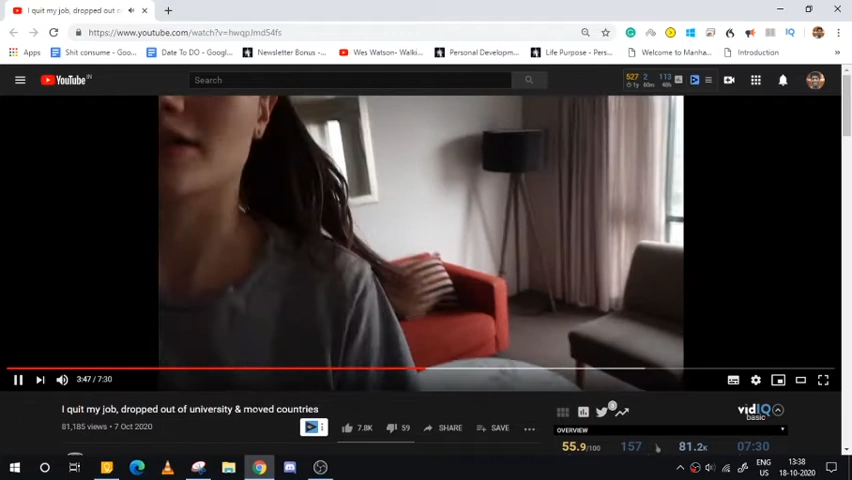 I quit my job, dropped out o
https://www.youtube.com/watch?v=hwqpJmd54fs
Apps
Shit consume - Goo...
Date To DO - Googl...
Newsletter Bonus -...
Wes Watson- Walki...
Personal Developm...
Life Purpose - Pers...
Welcome to Manha...
Introduction
YouTube IN
Search
527 2 113
1y 60m 48h
3:47 / 7:30
I quit my job, dropped out of university & moved countries
81,185 views • 7 Oct 2020
7.8K
59
SHARE
SAVE
vidIQ
basic
OVERVIEW
55.9/100
157
81.2K
07:30
ENG
US
13:38
18-10-2020